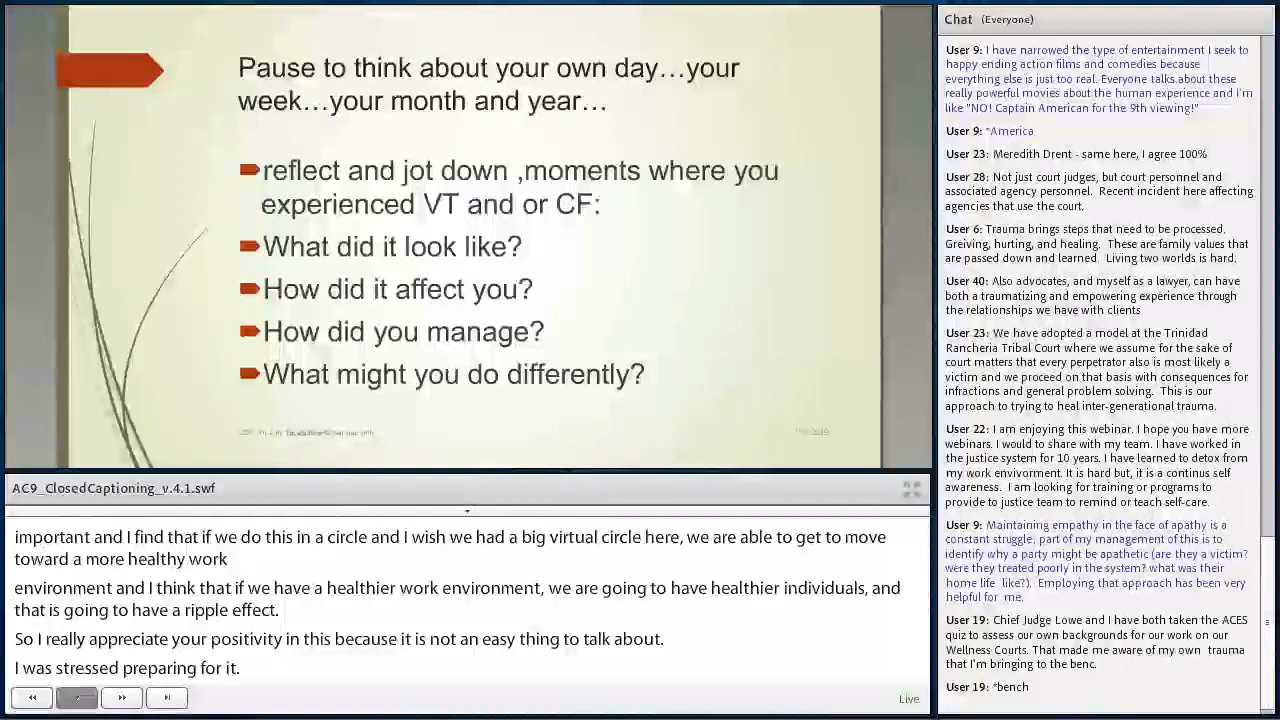 Pause to think about your own day…your
week…your month and year…
reflect and jot down ,moments where you
experienced VT and or CF:
What did it look like?
How did it affect you?
How did you manage?
What might you do differently?
AC9_ClosedCaptioning_v.4.1.swf
important and I find that if we do this in a circle and I wish we had a big virtual circle here, we are able to get to move
toward a more healthy work
environment and I think that if we have a healthier work environment, we are going to have healthier individuals, and
that is going to have a ripple effect.
So I really appreciate your positivity in this because it is not an easy thing to talk about.
I was stressed preparing for it.
Live
Chat (Everyone)
User 9: I have narrowed the type of entertainment I seek to
happy ending action films and comedies because
everything else is just too real. Everyone talks about these
really powerful movies about the human experience and I'm
like "NO! Captain American for the 9th viewing!"
User 9: *America
User 23: Meredith Drent - same here, I agree 100%
User 28: Not just court judges, but court personnel and
associated agency personnel. Recent incident here affecting
agencies that use the court.
User 6: Trauma brings steps that need to be processed.
Greiving, hurting, and healing. These are family values that
are passed down and learned. Living two worlds is hard.
User 40: Also advocates, and myself as a lawyer, can have
both a traumatizing and empowering experience through
the relationships we have with clients
User 23: We have adopted a model at the Trinidad
Rancheria Tribal Court where we assume for the sake of
court matters that every perpetrator also is most likely a
victim and we proceed on that basis with consequences for
infractions and general problem solving. This is our
approach to trying to heal inter-generational trauma.
User 22: I am enjoying this webinar. I hope you have more
webinars. I would to share with my team. I have worked in
the justice system for 10 years. I have learned to detox from
my work envivorment. It is hard but, it is a continus self
awareness. I am looking for training or programs to
provide to justice team to remind or teach self-care.
User 9: Maintaining empathy in the face of apathy is a
constant struggle; part of my management of this is to
identify why a party might be apathetic (are they a victim?
were they treated poorly in the system? what was their
home life like?). Employing that approach has been very
helpful for me.
User 19: Chief Judge Lowe and I have both taken the ACES
quiz to assess our own backgrounds for our work on our
Wellness Courts. That made me aware of my own trauma
that I'm bringing to the benc.
User 19: *bench